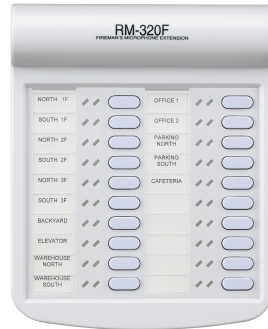 RM-320F
FIREMAN'S MICROPHONE EXTENSION
NORTH 1F
SOUTH 1F
NORTH 2F
SOUTH 2F
NORTH 3F
SOUTH 3F
BACKYARD
ELEVATOR
WAREHOUSE
NORTH
WAREHOUSE
SOUTH
OFFICE 1
OFFICE 2
PARKING
NORTH
PARKING
SOUTH
CAFETERIA